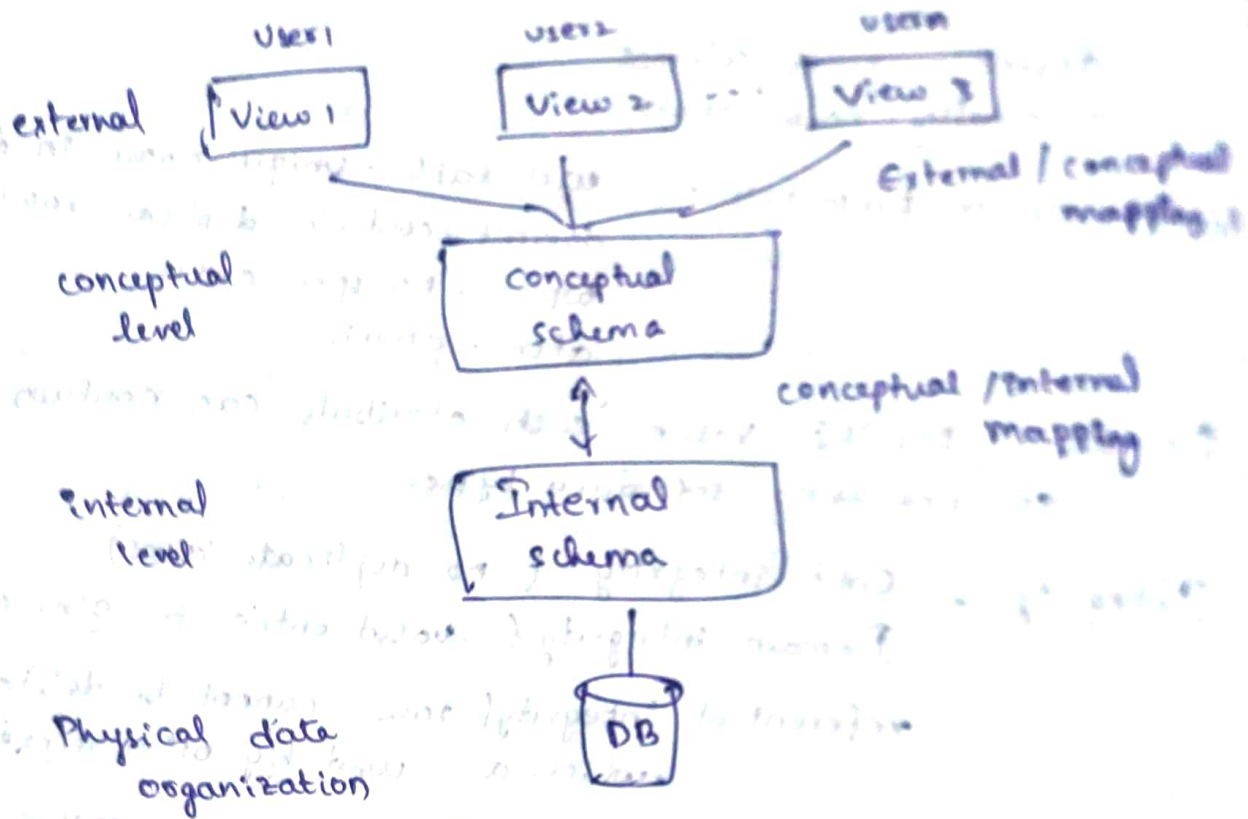 User1 user2 usern
external View 1 View 2 ... View 3
External / conceptual
mapping
conceptual
level
conceptual
schema
conceptual / internal
mapping
internal
level
Internal
schema
Physical data
organization
DB